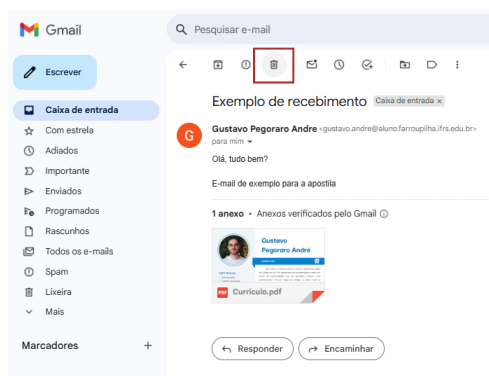 Gmail
Pesquisar e-mail
Escrever
Caixa de entrada
Com estrela
Adiados
Importante
Enviados
Programados
Rascunhos
Todos os e-mails
Spam
Lixeira
Mais
Marcadores +
Exemplo de recebimento Caixa de entrada ×
G
Gustavo Pegoraro Andre <gustavo.andre@aluno.farroupilha.ifrs.edu.br>
para mim
Olá, tudo bem?
E-mail de exemplo para a apostila
1 anexo • Anexos verificados pelo Gmail
Gustavo
Pegoraro André
PDF Curriculo.pdf
Responder
Encaminhar